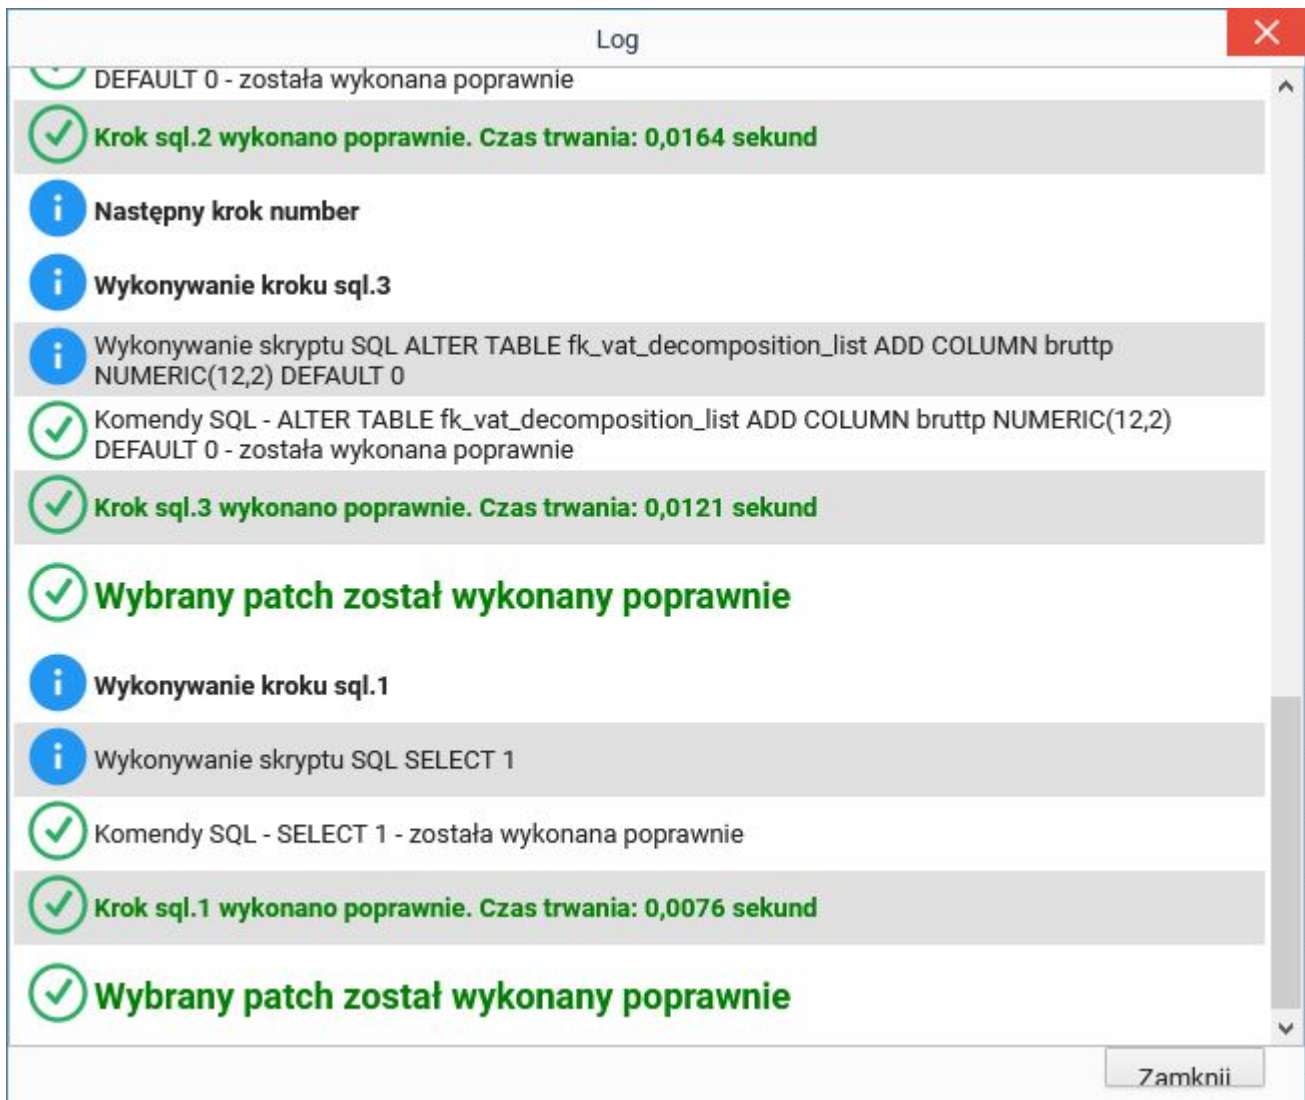 Log
DEFAULT 0 - została wykonana poprawnie
Krok sql.2 wykonano poprawnie. Czas trwania: 0,0164 sekund
Następny krok number
Wykonywanie kroku sql.3
Wykonywanie skryptu SQL ALTER TABLE fk_vat_decomposition_list ADD COLUMN bruttp
NUMERIC(12,2) DEFAULT 0
Komendy SQL - ALTER TABLE fk_vat_decomposition_list ADD COLUMN bruttp NUMERIC(12,2)
DEFAULT 0 - została wykonana poprawnie
Krok sql.3 wykonano poprawnie. Czas trwania: 0,0121 sekund
Wybrany patch został wykonany poprawnie
Wykonywanie kroku sql.1
Wykonywanie skryptu SQL SELECT 1
Komendy SQL - SELECT 1 - została wykonana poprawnie
Krok sql.1 wykonano poprawnie. Czas trwania: 0,0076 sekund
Wybrany patch został wykonany poprawnie
Zamknij